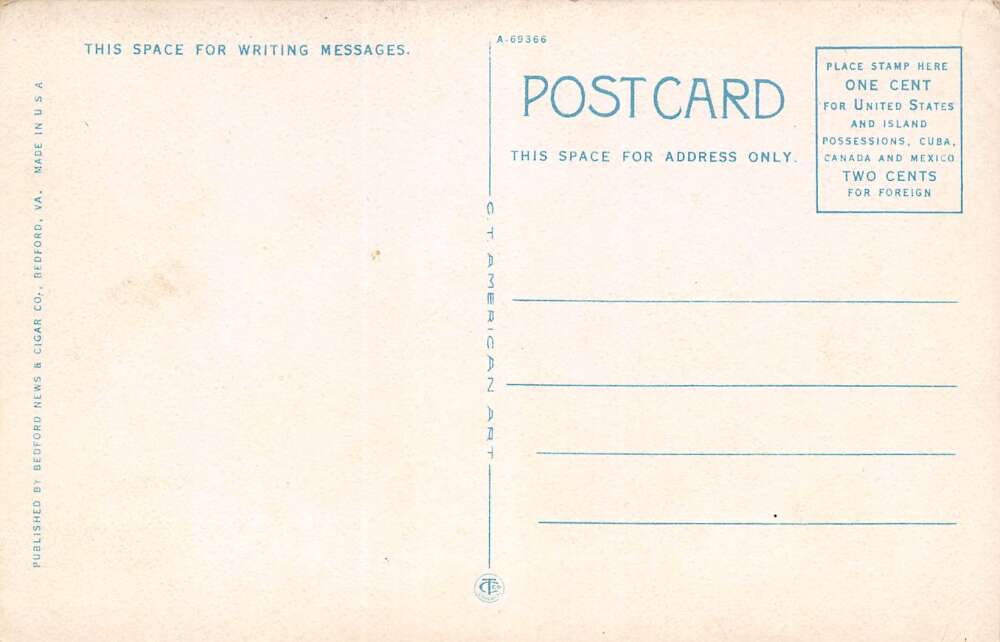 THIS SPACE FOR WRITING MESSAGES.
PUBLISHED BY BEDFORD NEWS & CIGAR CO., BEDFORD, VA. MADE IN U S A
A-69366
POSTCARD
THIS SPACE FOR ADDRESS ONLY.
PLACE STAMP HERE
ONE CENT
FOR UNITED STATES
AND ISLAND
POSSESSIONS, CUBA,
CANADA AND MEXICO
TWO CENTS
FOR FOREIGN
C.T. AMERICAN ART